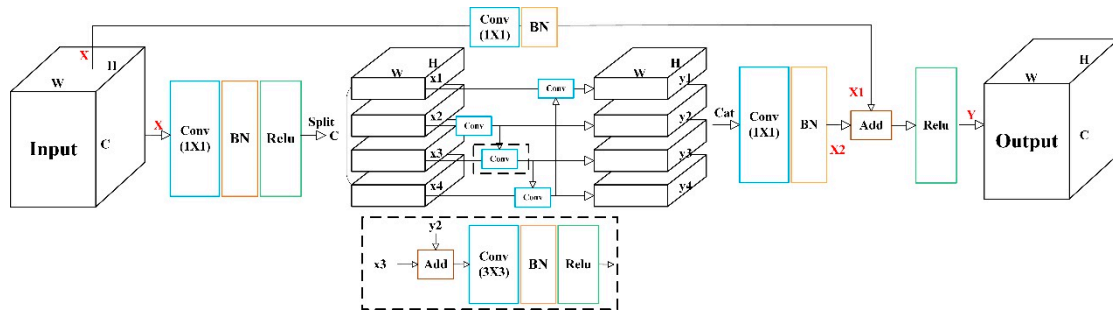 Conv
(1X1)
BN
X
H
W
Input
C
X
Conv
(1X1)
BN
Relu
Split
C
H
W
x1
x2
x3
x4
Conv
Conv
Conv
Conv
H
W
y1
y2
y3
y4
Cat
Conv
(1X1)
BN
X2
X1
Add
Relu
Y
H
W
Output
C
y2
x3
Add
Conv
(3X3)
BN
Relu